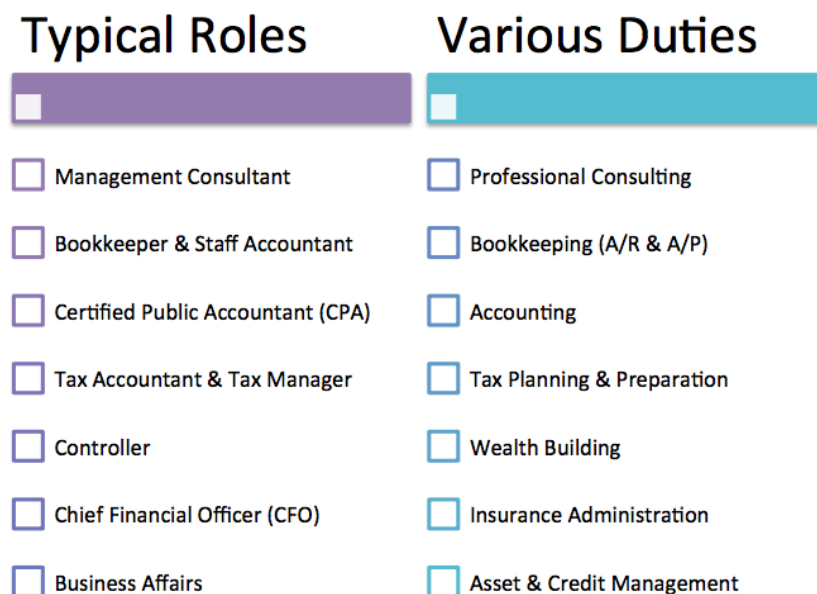 Typical Roles
Management Consultant
Bookkeeper & Staff Accountant
Certified Public Accountant (CPA)
Tax Accountant & Tax Manager
Controller
Chief Financial Officer (CFO)
Business Affairs
Various Duties
Professional Consulting
Bookkeeping (A/R & A/P)
Accounting
Tax Planning & Preparation
Wealth Building
Insurance Administration
Asset & Credit Management